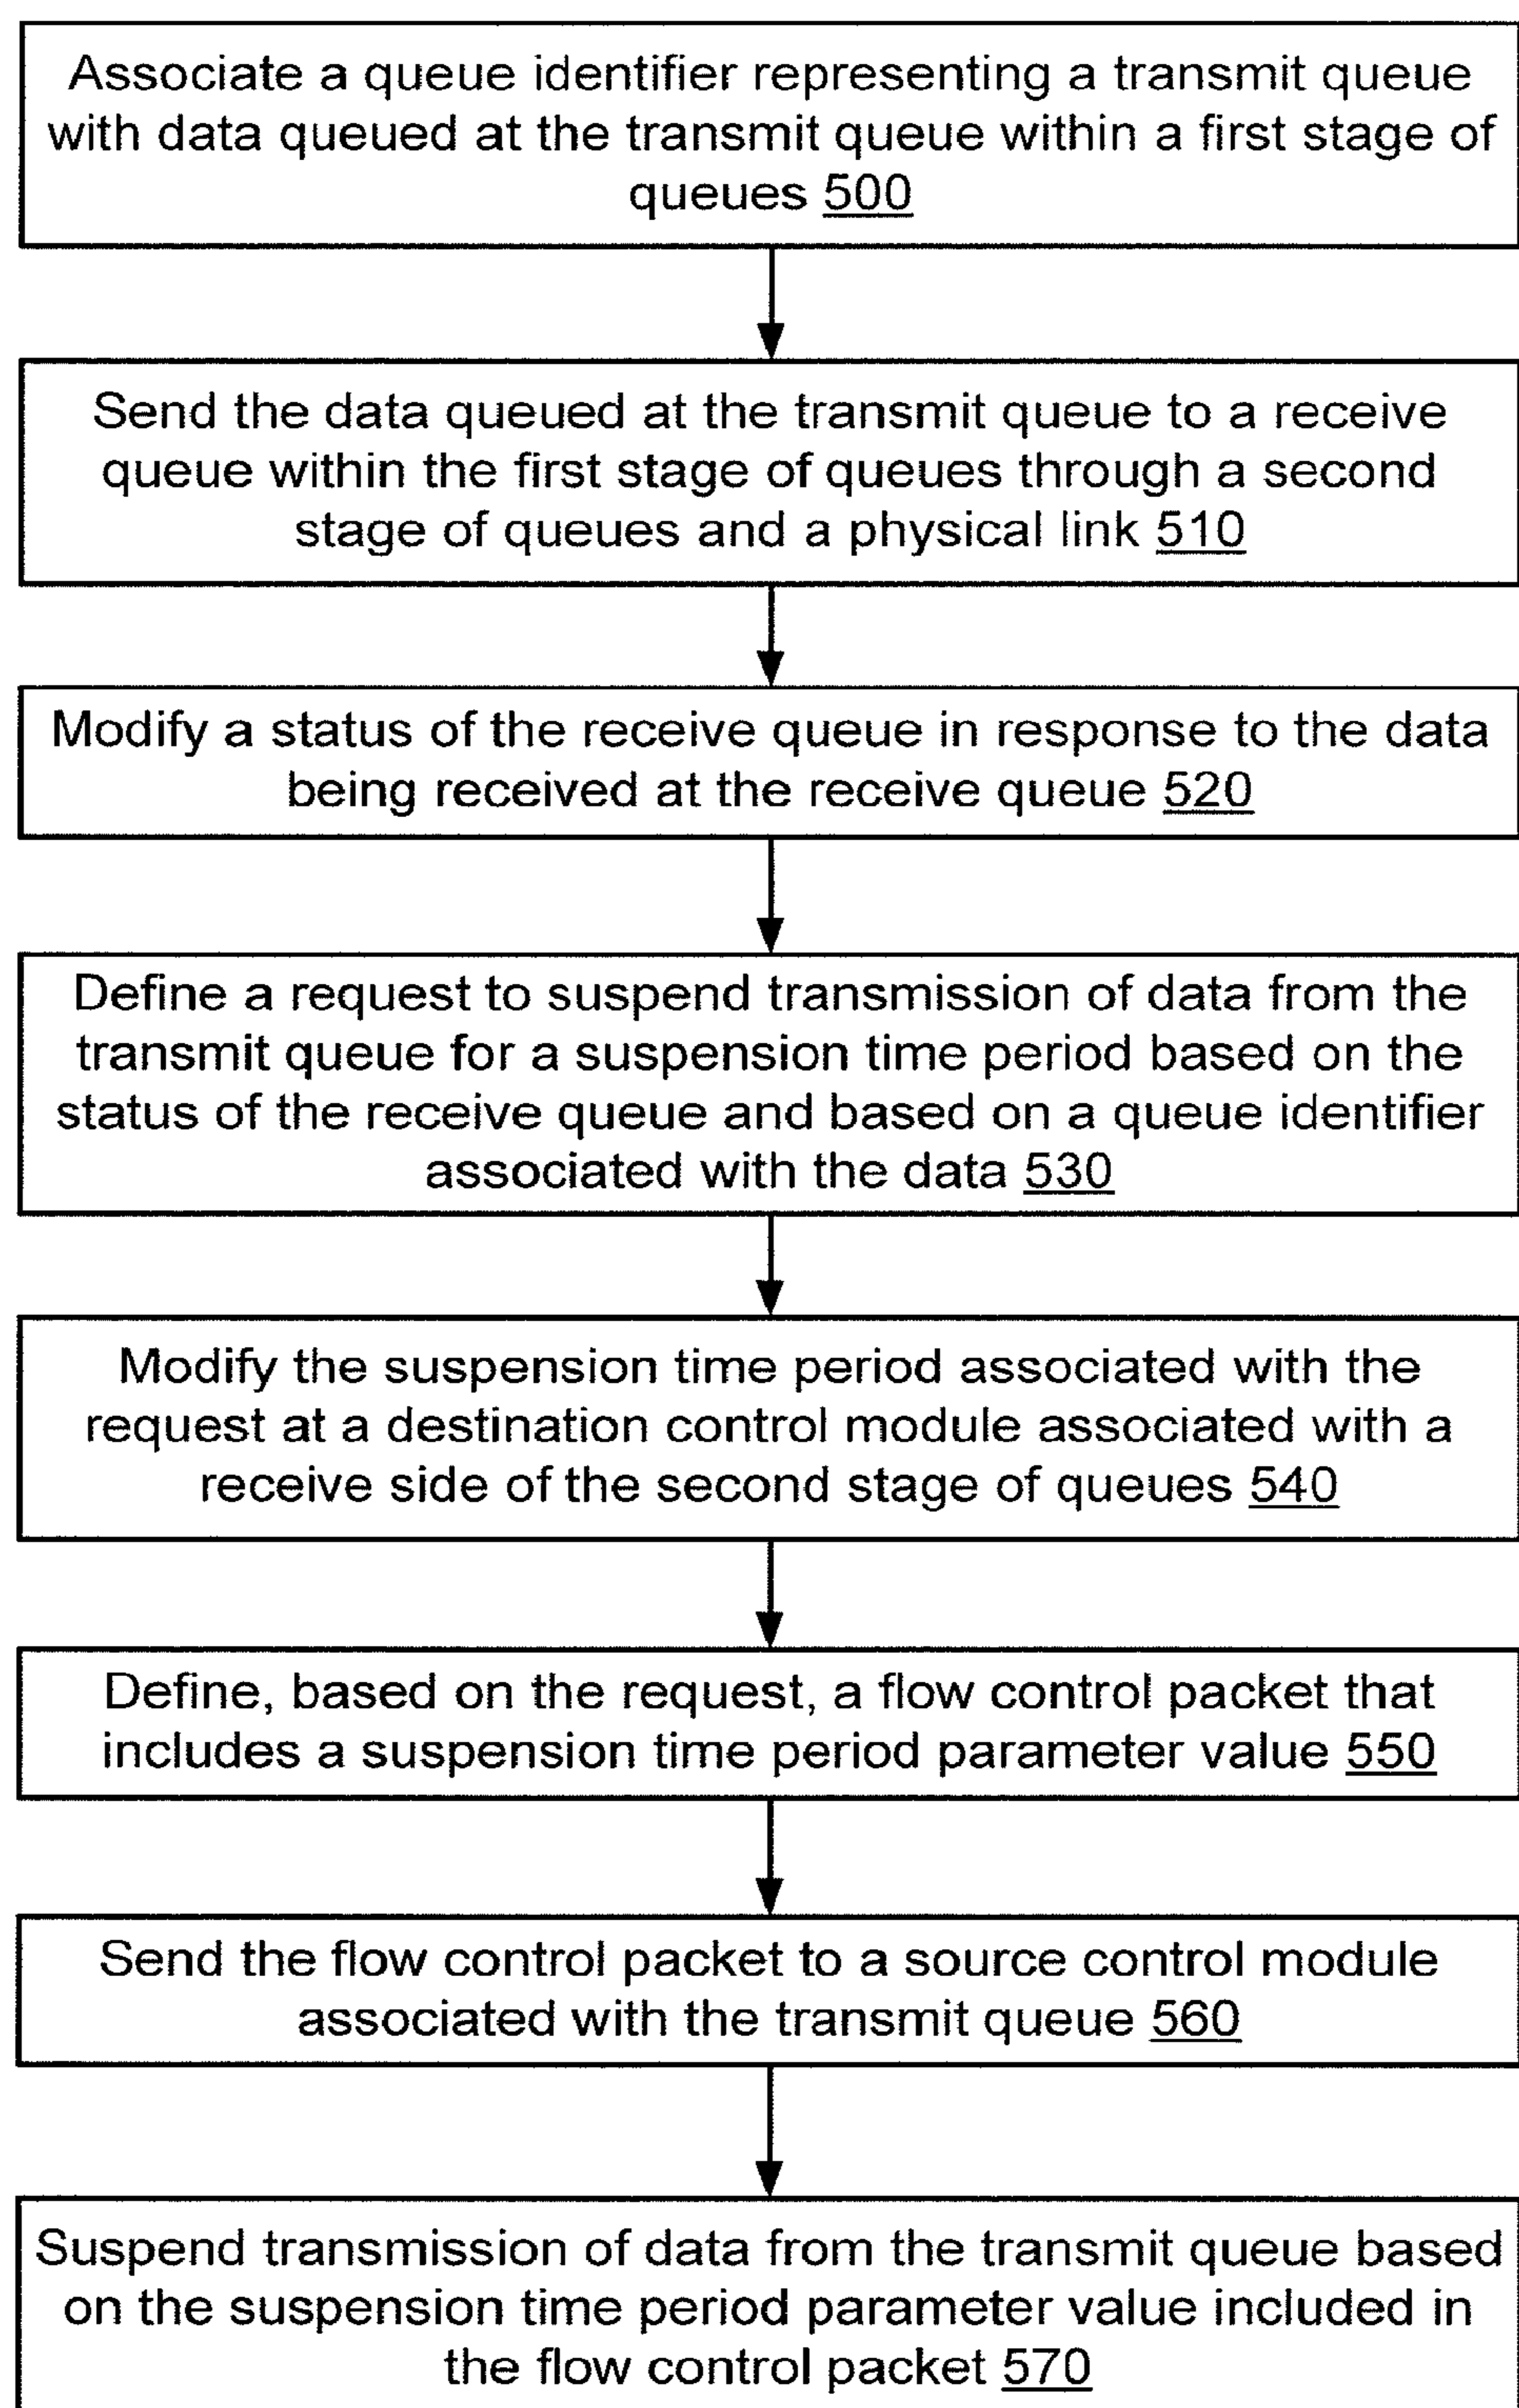 Associate a queue identifier representing a transmit queue
with data queued at the transmit queue within a first stage of
queues 500
Send the data queued at the transmit queue to a receive
queue within the first stage of queues through a second
stage of queues and a physical link 510
Modify a status of the receive queue in response to the data
being received at the receive queue 520
Define a request to suspend transmission of data from the
transmit queue for a suspension time period based on the
status of the receive queue and based on a queue identifier
associated with the data 530
Modify the suspension time period associated with the
request at a destination control module associated with a
receive side of the second stage of queues 540
Define, based on the request, a flow control packet that
includes a suspension time period parameter value 550
Send the flow control packet to a source control module
associated with the transmit queue 560
Suspend transmission of data from the transmit queue based
on the suspension time period parameter value included in
the flow control packet 570